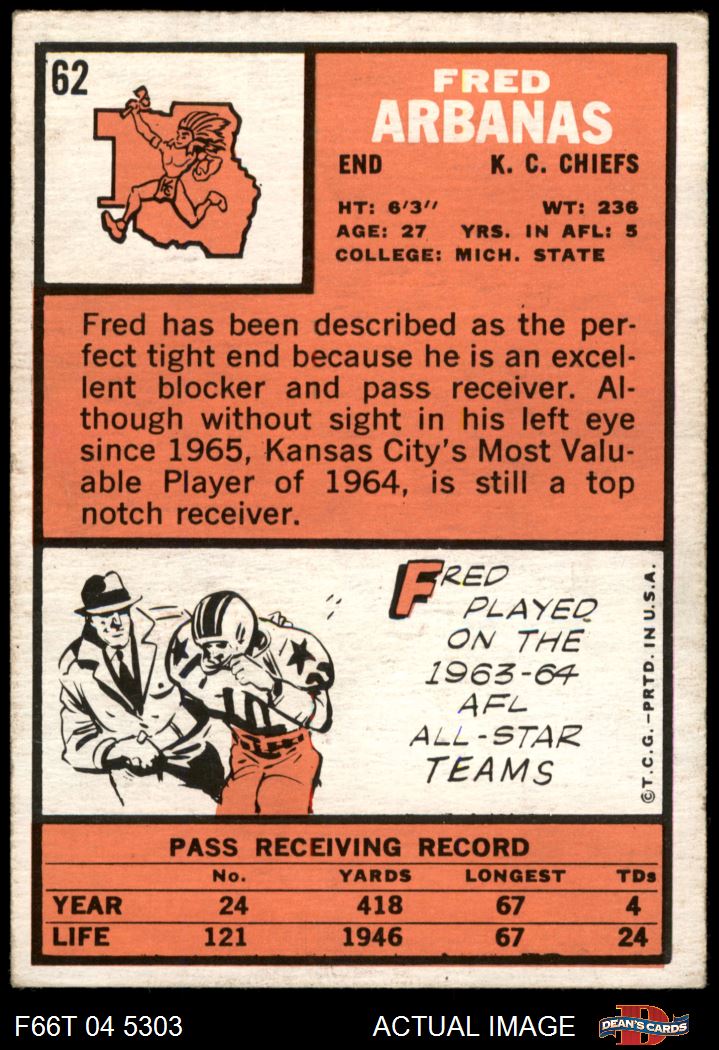 62
KC
FRED
ARBANAS
END K. C. CHIEFS
HT: 6'3" WT: 236
AGE: 27 YRS. IN AFL: 5
COLLEGE: MICH. STATE
Fred has been described as the per-
fect tight end because he is an excel-
lent blocker and pass receiver. Al-
though without sight in his left eye
since 1965, Kansas City's Most Valu-
able Player of 1964, is still a top
notch receiver.
FRED
PLAYED
ON THE
1963-64
AFL
ALL-STAR
TEAMS
©T.C.G.–PRTD. IN U.S.A.
PASS RECEIVING RECORD
No. YARDS LONGEST TDs
YEAR 24 418 67 4
LIFE 121 1946 67 24
F66T 04 5303 ACTUAL IMAGE
D
DEAN'S CARDS